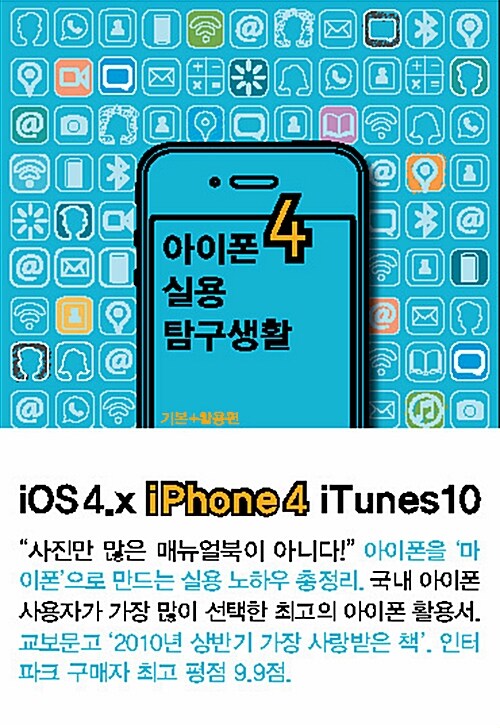 아이폰4
실용
탐구생활
기본+활용편
iOS4.x iPhone4 iTunes10
“사진만 많은 매뉴얼북이 아니다!” 아이폰을 ‘마
이폰’으로 만드는 실용 노하우 총정리. 국내 아이폰
사용자가 가장 많이 선택한 최고의 아이폰 활용서.
교보문고 ‘2010년 상반기 가장 사랑받은 책’. 인터
파크 구매자 최고 평점 9.9점.